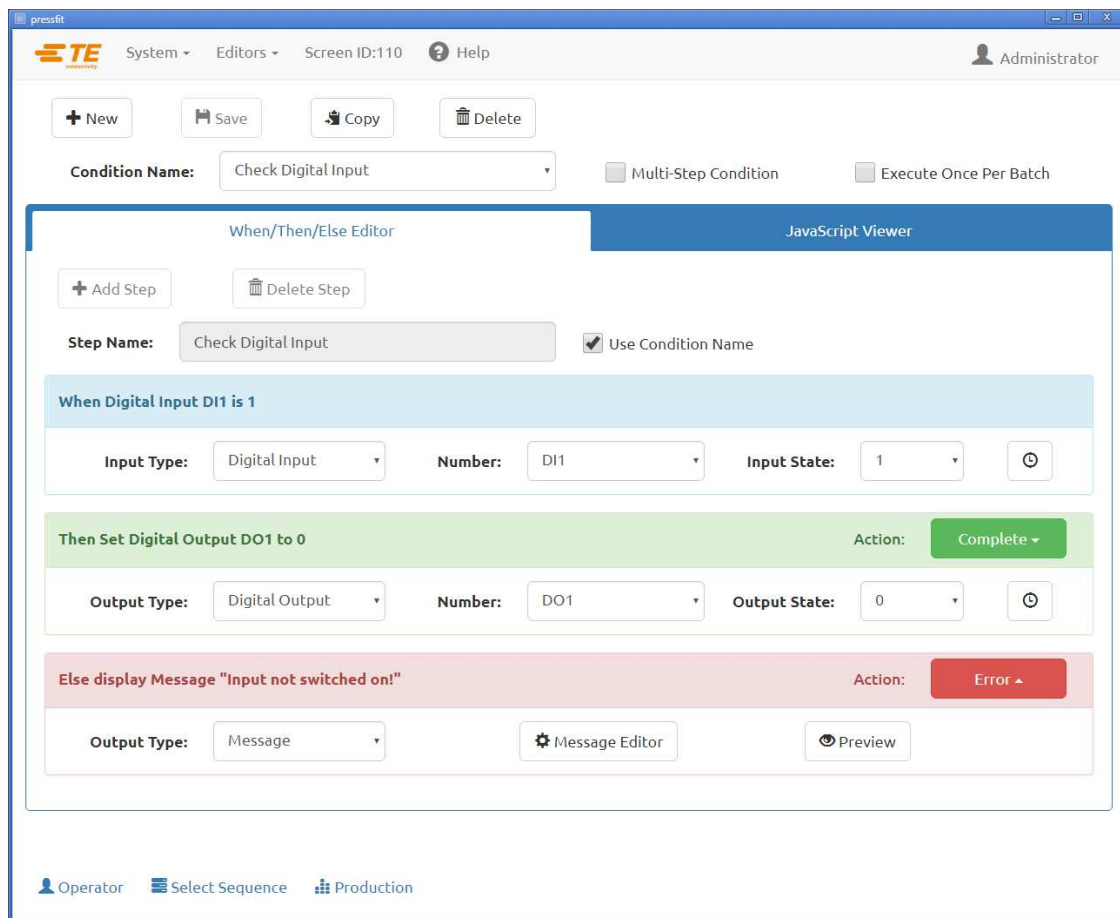 pressfit
TE connectivity System Editors Screen ID:110 Help Administrator
New Save Copy Delete
Condition Name: Check Digital Input Multi-Step Condition Execute Once Per Batch
When/Then/Else Editor JavaScript Viewer
Add Step Delete Step
Step Name: Check Digital Input Use Condition Name
When Digital Input DI1 is 1
Input Type: Digital Input Number: DI1 Input State: 1
Then Set Digital Output DO1 to 0 Action: Complete
Output Type: Digital Output Number: DO1 Output State: 0
Else display Message "Input not switched on!" Action: Error
Output Type: Message Message Editor Preview
Operator Select Sequence Production